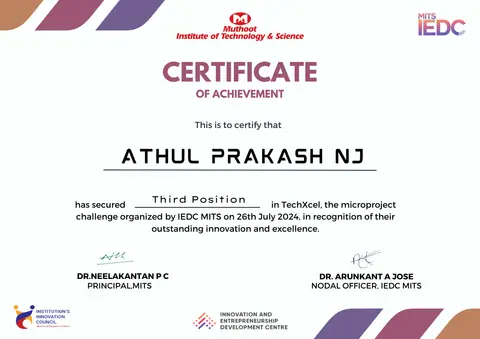 Muthoot
Institute of Technology & Science
MITS
IEDC
CERTIFICATE
OF ACHIEVEMENT
This is to certify that
ATHUL PRAKASH NJ
has secured Third Position in TechXcel, the microproject
challenge organized by IEDC MITS on 26th July 2024, in recognition of their
outstanding innovation and excellence.
DR.NEELAKANTAN P C
PRINCIPAL,MITS
DR. ARUNKANT A JOSE
NODAL OFFICER, IEDC MITS
INSTITUTION'S
INNOVATION
COUNCIL
INNOVATION AND
ENTREPRENEURSHIP
DEVELOPMENT CENTRE